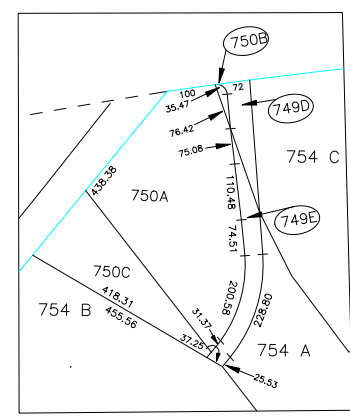 750B
100
72
35.47
749D
76.42
75.08
754 C
438.38
750A
110.48
749E
74.51
750C
418.31
455.56
754 B
200.58
228.80
31.37
37.25
754 A
25.53